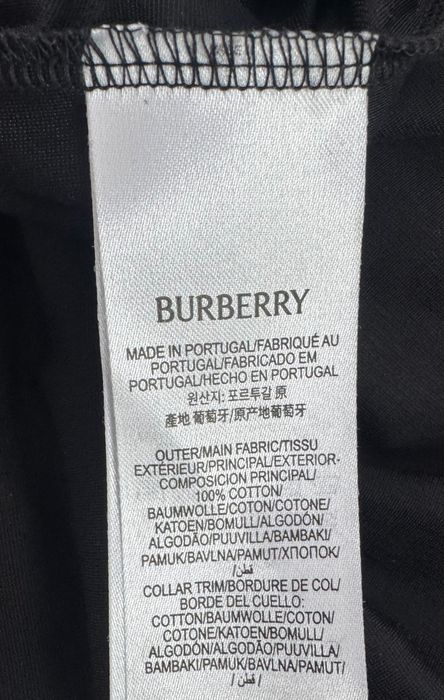 BURBERRY
MADE IN PORTUGAL/FABRIQUÉ AU
PORTUGAL/FABRICADO EM
PORTUGAL/HECHO EN PORTUGAL
원산지: 포르투갈 原
產地 葡萄牙/原产地葡萄牙
OUTER/MAIN FABRIC/TISSU
EXTÉRIEUR/PRINCIPAL/EXTERIOR-
COMPOSICION PRINCIPAL/
100% COTTON/
BAUMWOLLE/COTON/COTONE/
KATOEN/BOMULL/ALGODÓN/
ALGODÃO/PUUVILLA/BAMBAKI/
PAMUK/BAVLNA/PAMUT/ХПОПОК/
/قطن
COLLAR TRIM/BORDURE DE COL/
BORDE DEL CUELLO:
COTTON/BAUMWOLLE/COTON/
COTONE/KATOEN/BOMULL/
ALGODÓN/ALGODÃO/PUUVILLA/
BAMBAKI/PAMUK/BAVLNA/PAMUT/
/ قطن /